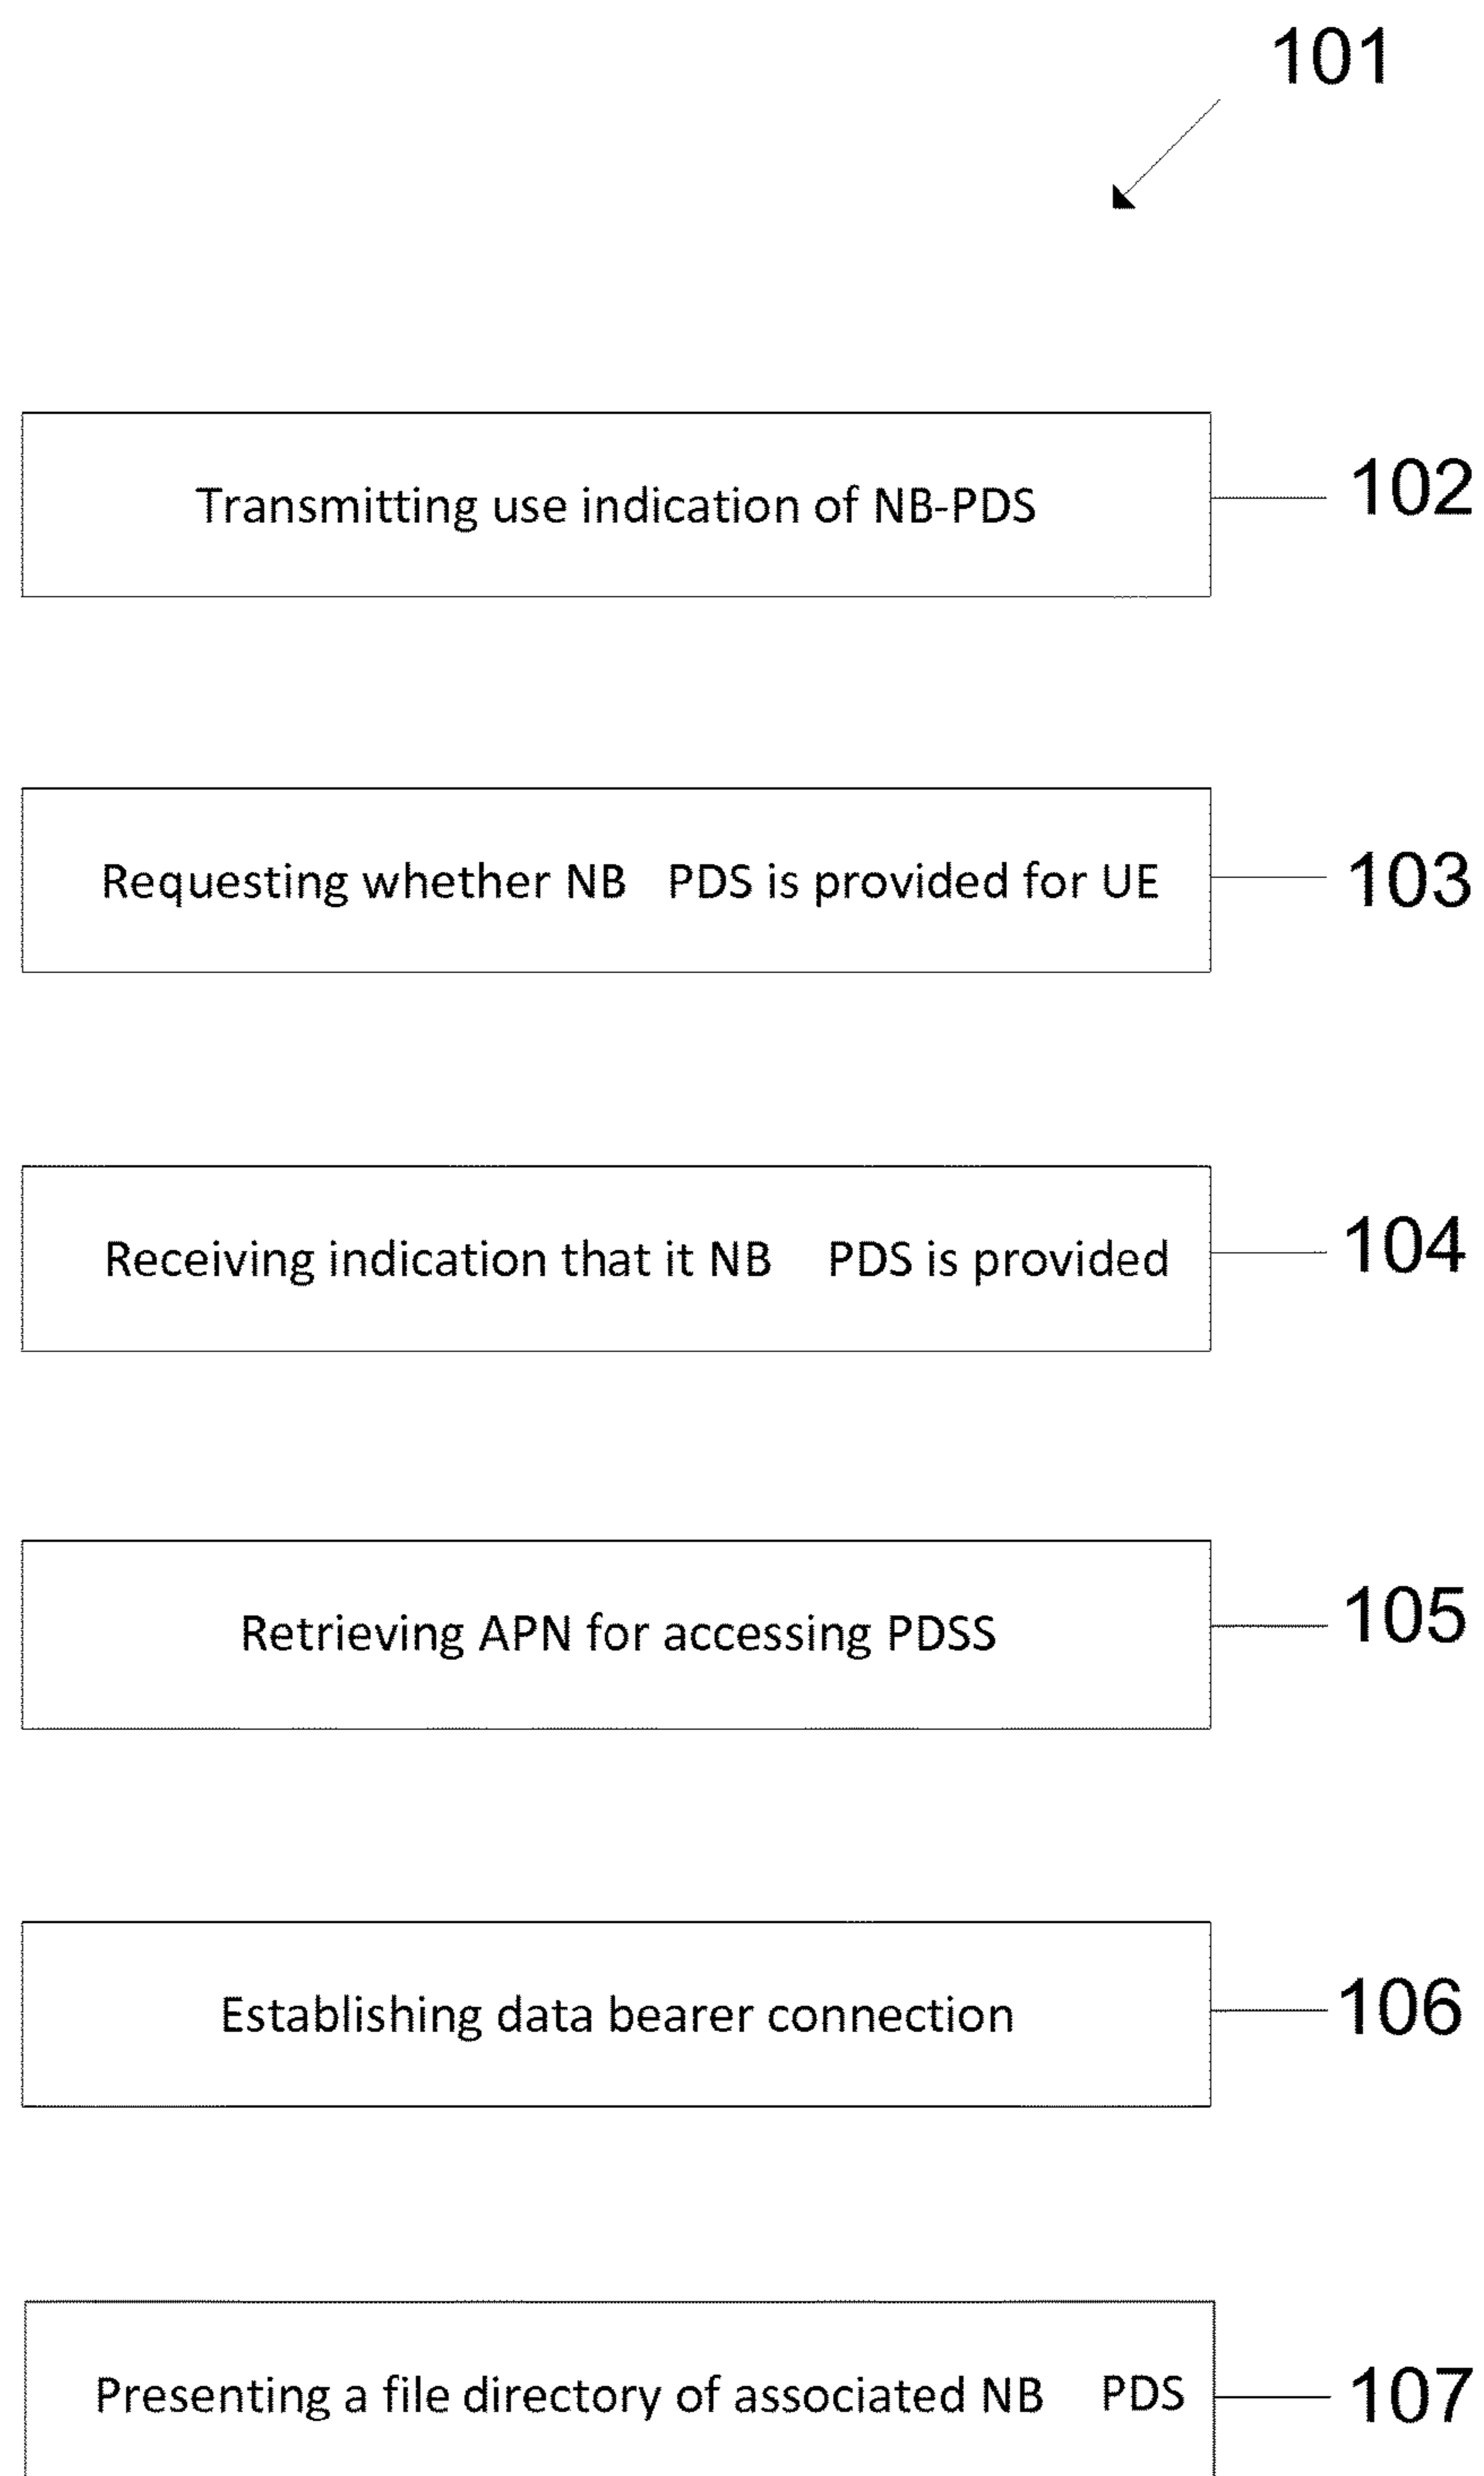 101
Transmitting use indication of NB-PDS
102
Requesting whether NB PDS is provided for UE
103
Receiving indication that it NB PDS is provided
104
Retrieving APN for accessing PDSS
105
Establishing data bearer connection
106
Presenting a file directory of associated NB PDS
107